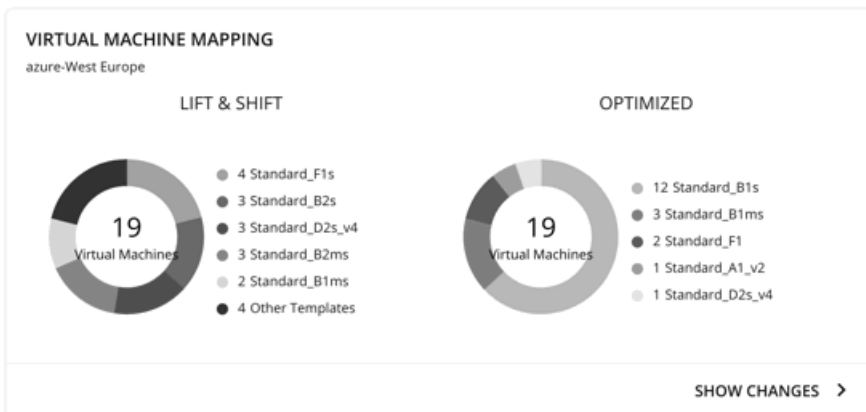 VIRTUAL MACHINE MAPPING
azure-West Europe
LIFT & SHIFT
19
Virtual Machines
4 Standard_F1s
3 Standard_B2s
3 Standard_D2s_v4
3 Standard_B2ms
2 Standard_B1ms
4 Other Templates
OPTIMIZED
19
Virtual Machines
12 Standard_B1s
3 Standard_B1ms
2 Standard_F1
1 Standard_A1_v2
1 Standard_D2s_v4
SHOW CHANGES